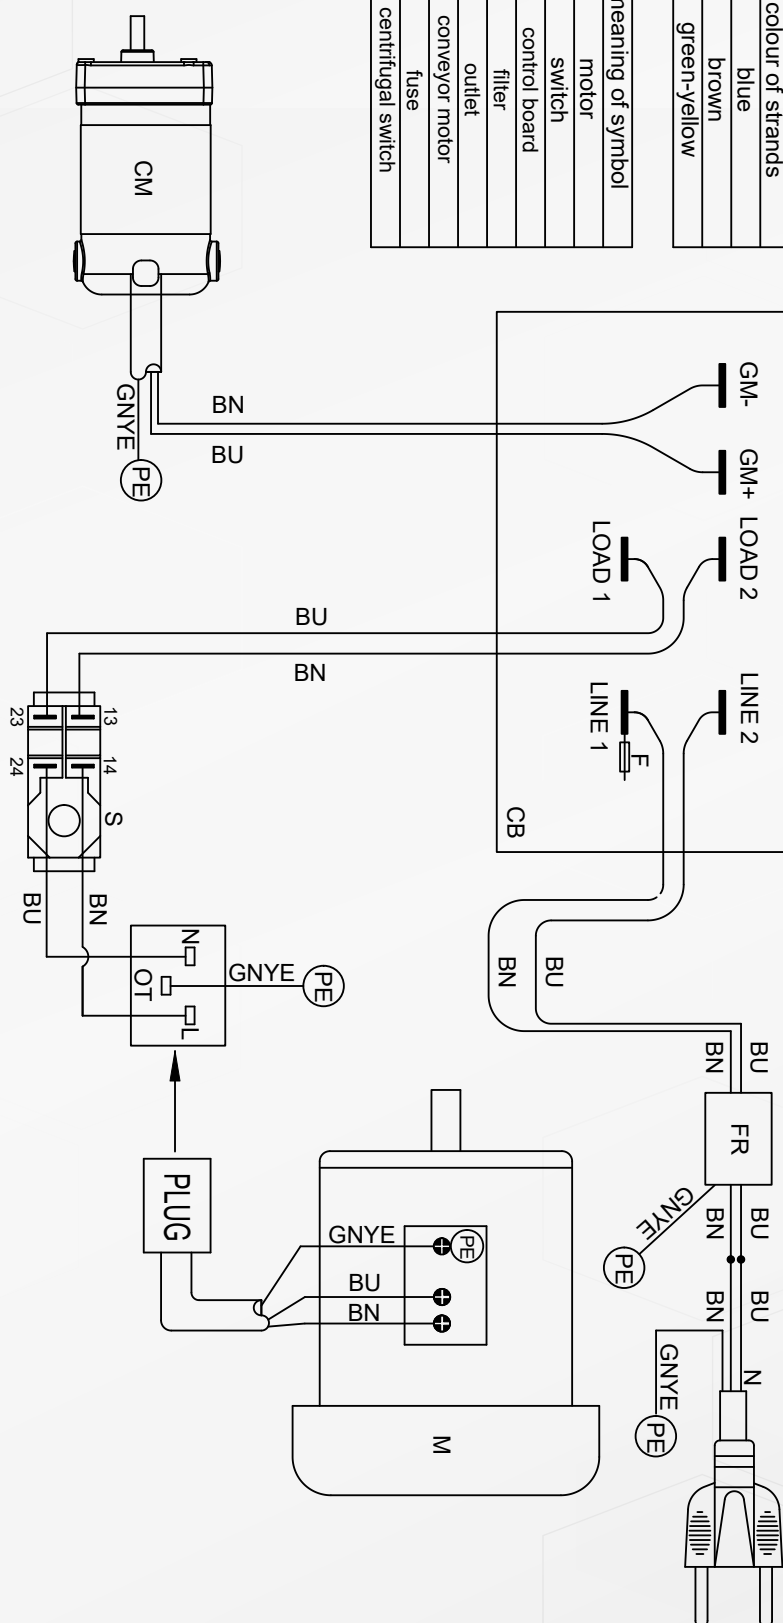 colour of strands
blue
brown
green-yellow
meaning of symbol
motor
switch
control board
filter
outlet
conveyor motor
fuse
centrifugal switch
GM-
GM+
LOAD 2
LINE 2
LOAD 1
LINE 1
F
CB
BU
BN
BU
BN
FR
BU
BN
BU
BN
N
GNYE
PE
GNYE
PE
BN
BU
GNYE
PE
CM
BU
BN
13
14
23
24
S
BN
BU
N
OT
L
GNYE
PE
PLUG
GNYE
PE
BU
BN
M